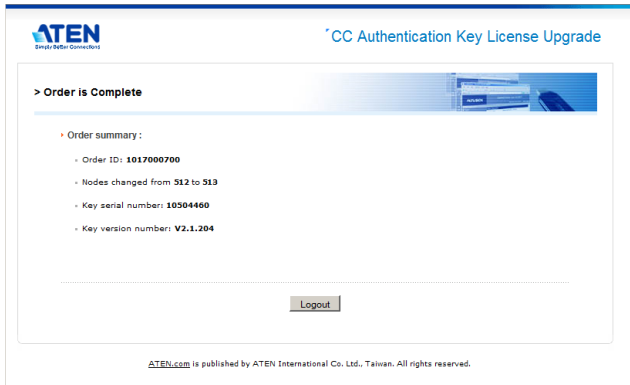 ATEN
Simply Better Connections
CC Authentication Key License Upgrade
> Order is Complete
Order summary :
Order ID: 1017000700
Nodes changed from 512 to 513
Key serial number: 10504460
Key version number: V2.1.204
Logout
ATEN.com is published by ATEN International Co. Ltd., Taiwan. All rights reserved.